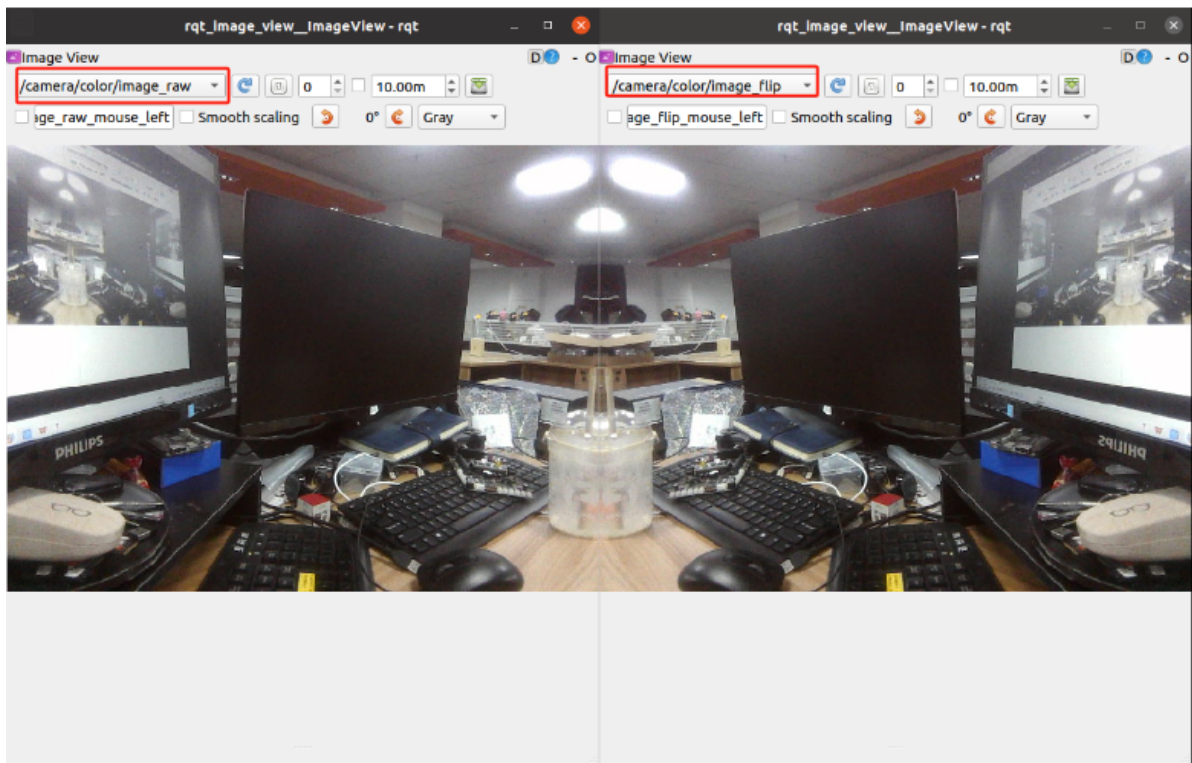 rqt_image_view__ImageView - rqt
Image View
D
- O
/camera/color/image_raw
0
10.00m
age_raw_mouse_left
Smooth scaling
0°
Gray
PHILIPS
rqt_image_view__ImageView - rqt
Image View
D
- O
/camera/color/image_flip
0
10.00m
age_flip_mouse_left
Smooth scaling
0°
Gray
PHILIPS